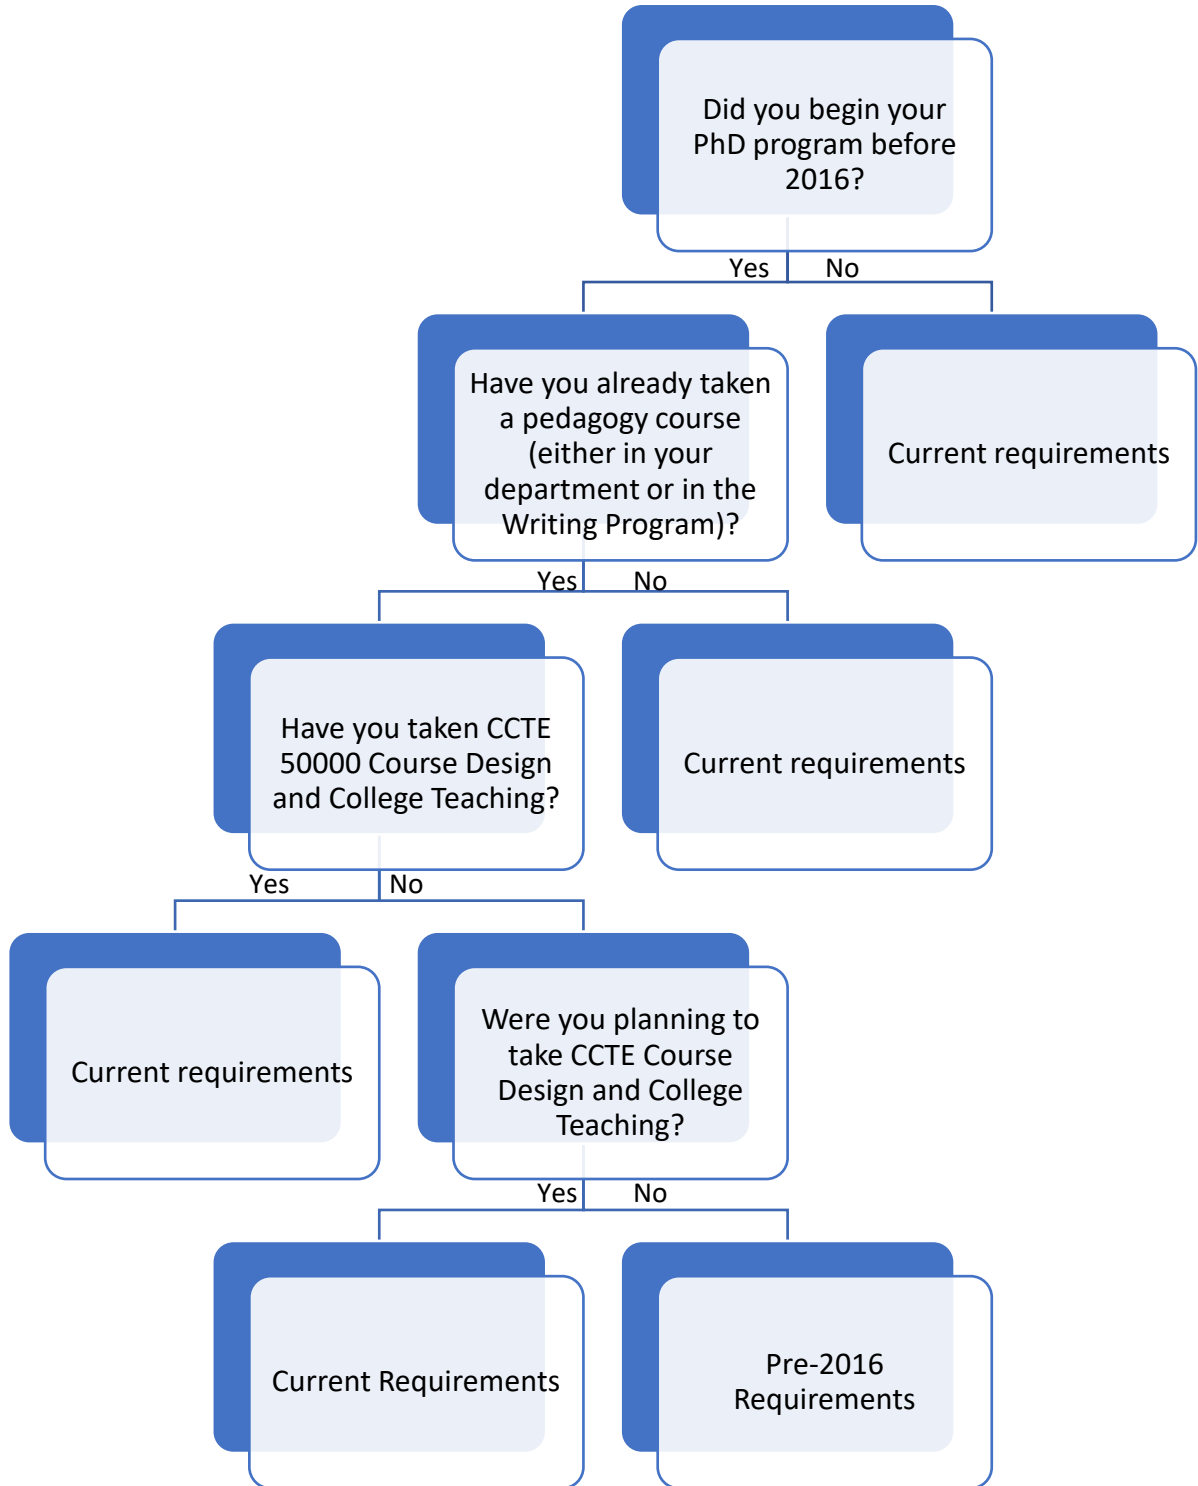 Did you begin your
PhD program before
2016?
Yes
No
Have you already taken
a pedagogy course
(either in your
department or in the
Writing Program)?
Current requirements
Yes
No
Have you taken CCTE
50000 Course Design
and College Teaching?
Current requirements
Yes
No
Current requirements
Were you planning to
take CCTE Course
Design and College
Teaching?
Yes
No
Current Requirements
Pre-2016
Requirements